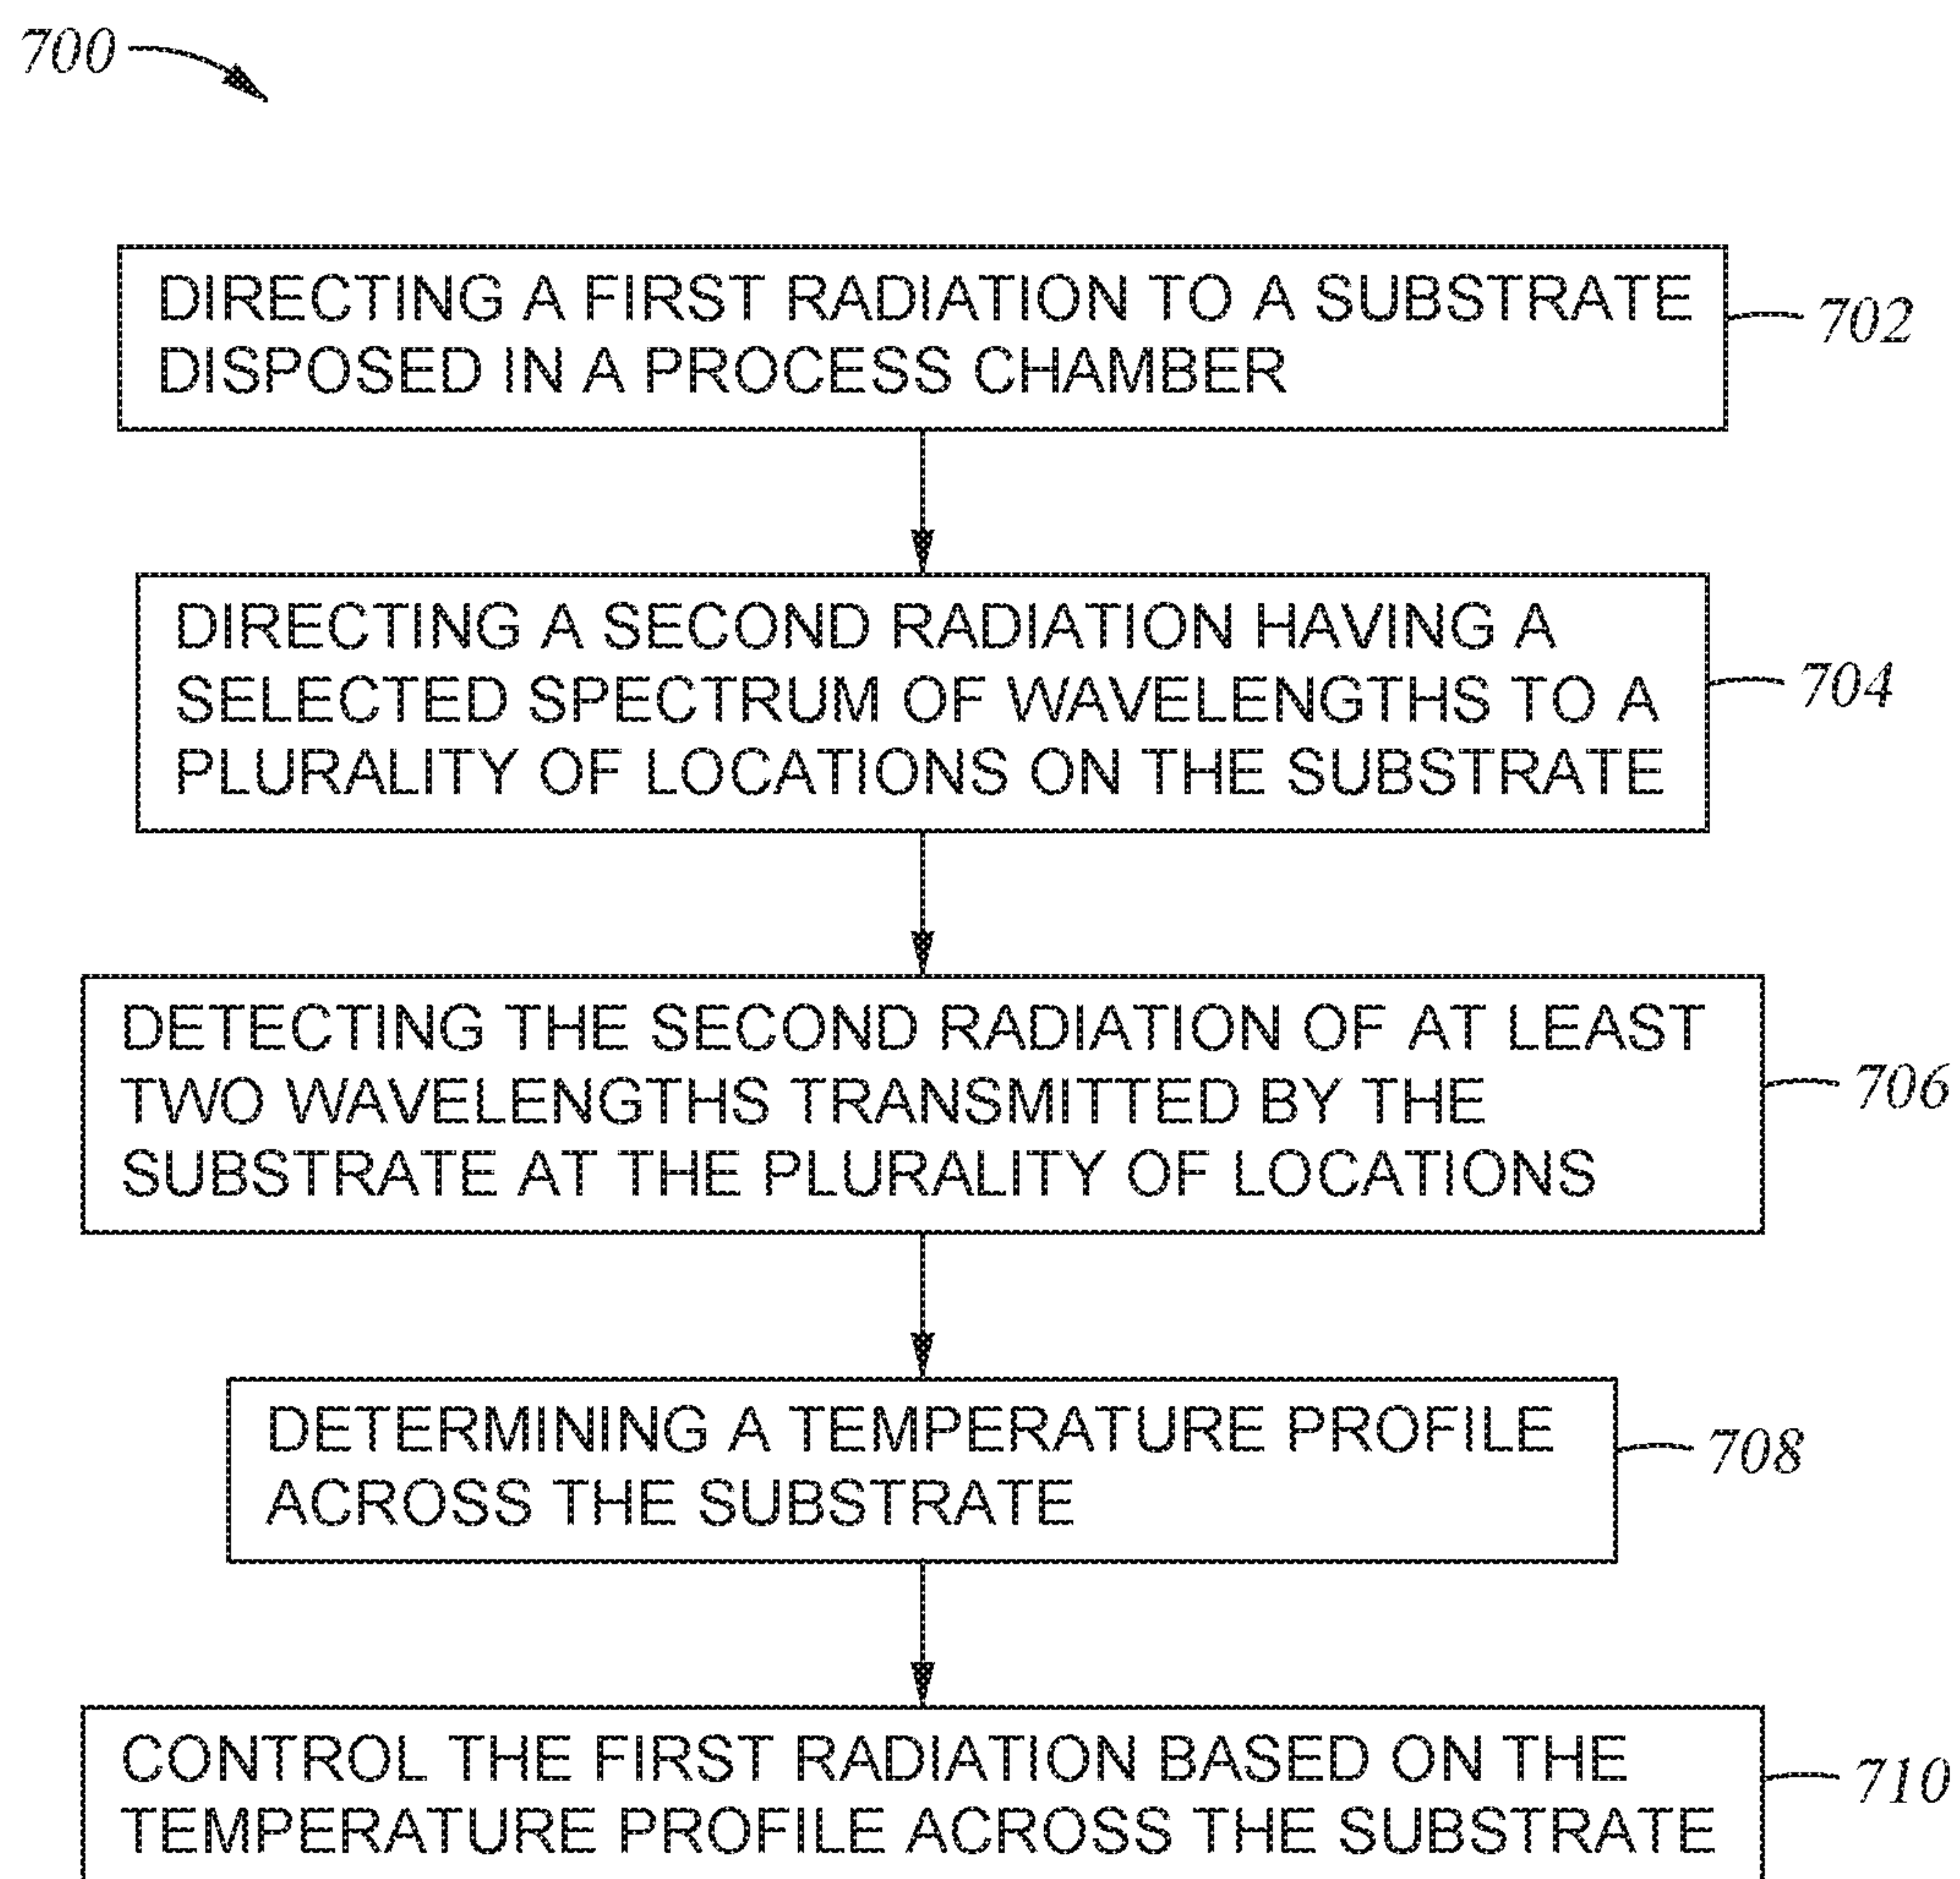 700
DIRECTING A FIRST RADIATION TO A SUBSTRATE
DISPOSED IN A PROCESS CHAMBER
702
DIRECTING A SECOND RADIATION HAVING A
SELECTED SPECTRUM OF WAVELENGTHS TO A
PLURALITY OF LOCATIONS ON THE SUBSTRATE
704
DETECTING THE SECOND RADIATION OF AT LEAST
TWO WAVELENGTHS TRANSMITTED BY THE
SUBSTRATE AT THE PLURALITY OF LOCATIONS
706
DETERMINING A TEMPERATURE PROFILE
ACROSS THE SUBSTRATE
708
CONTROL THE FIRST RADIATION BASED ON THE
TEMPERATURE PROFILE ACROSS THE SUBSTRATE
710